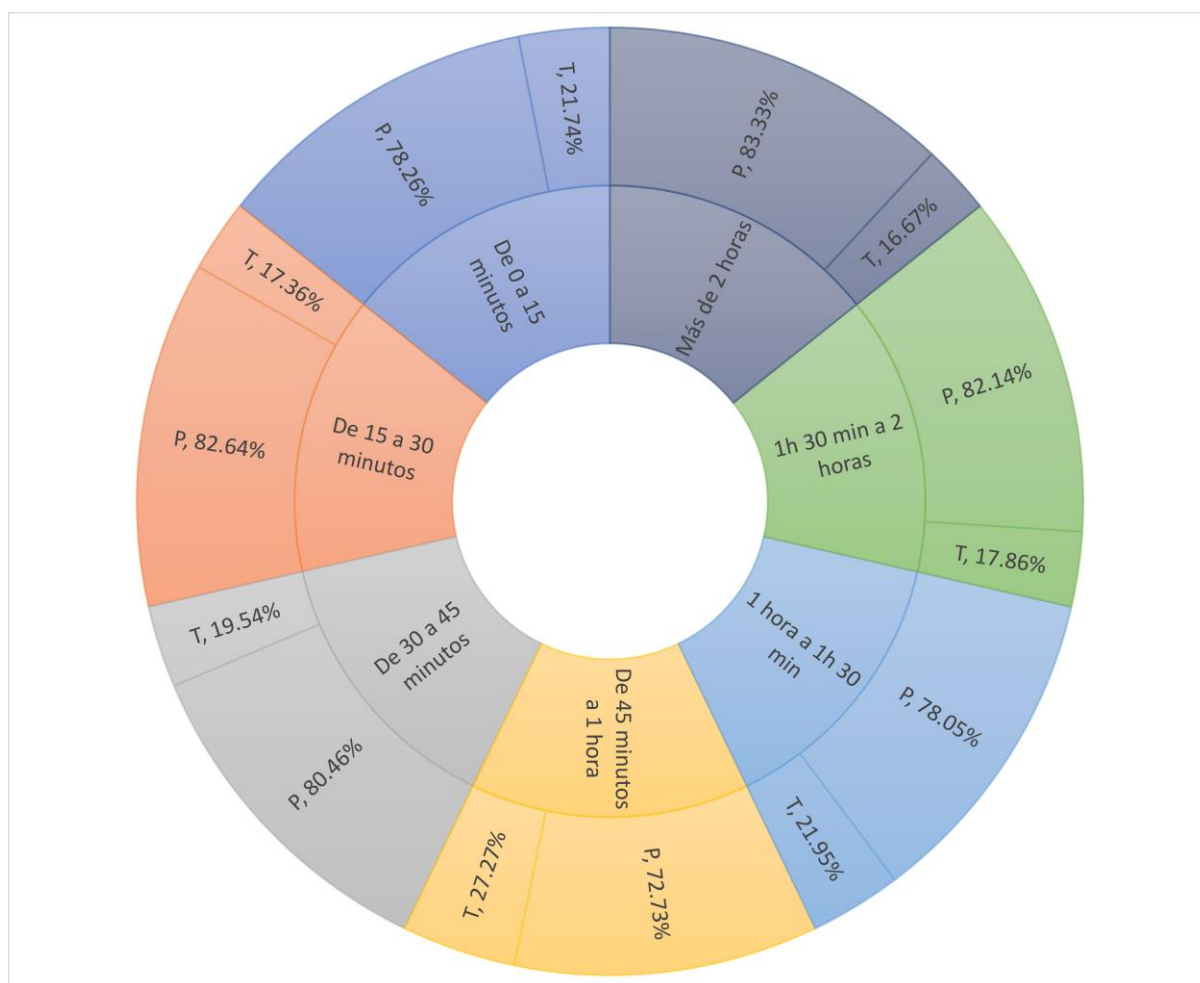 P, 83.33%
T, 16.67%
Más de 2 horas
P, 82.14%
T, 17.86%
1h 30 min a 2
horas
P, 78.05%
T, 21.95%
1 hora a 1h 30
min
P, 72.73%
T, 27.27%
De 45 minutos
a 1 hora
P, 80.46%
T, 19.54%
De 30 a 45
minutos
P, 82.64%
T, 17.36%
De 15 a 30
minutos
P, 78.26%
T, 21.74%
De 0 a 15
minutos